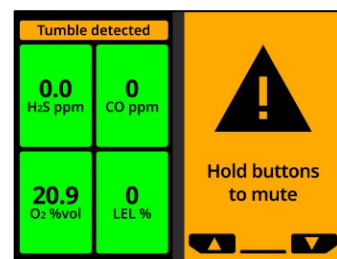 Tumble detected
0.0
H₂S ppm
0
CO ppm
20.9
O₂ %vol
0
LEL %
!
Hold buttons
to mute